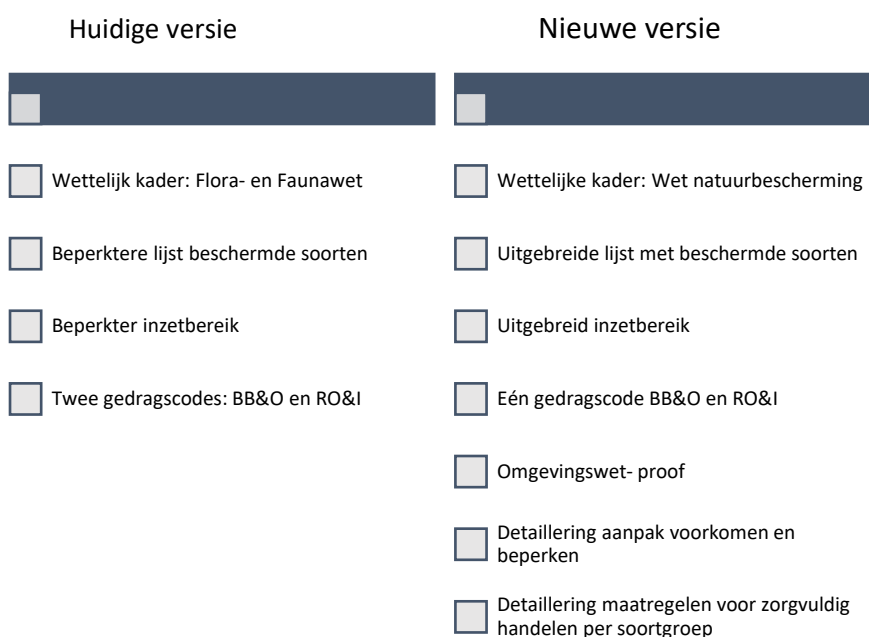 Huidige versie
Wettelijk kader: Flora- en Faunawet
Beperktere lijst beschermde soorten
Beperkter inzetbereik
Twee gedragscodes: BB&O en RO&I
Nieuwe versie
Wettelijke kader: Wet natuurbescherming
Uitgebreide lijst met beschermde soorten
Uitgebreid inzetbereik
Eén gedragscode BB&O en RO&I
Omgevingswet- proof
Detaillering aanpak voorkomen en
beperken
Detaillering maatregelen voor zorgvuldig
handelen per soortgroep